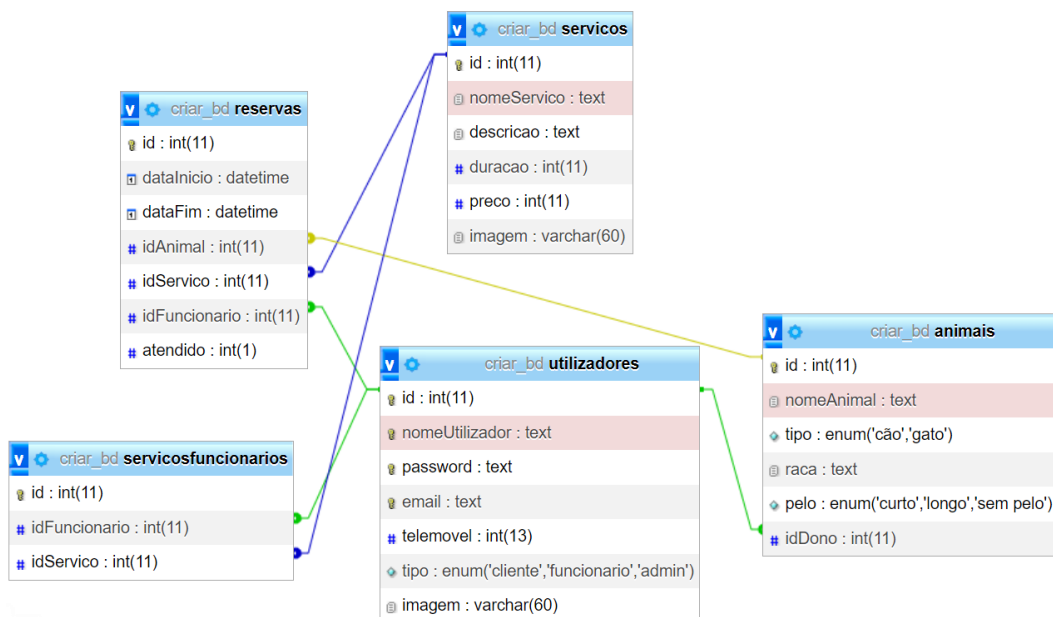 criar_bd servicos
id : int(11)
nomeServico : text
descricao : text
duracao : int(11)
preco : int(11)
imagem : varchar(60)
criar_bd reservas
id : int(11)
dataInicio : datetime
dataFim : datetime
idAnimal : int(11)
idServico : int(11)
idFuncionario : int(11)
atendido : int(1)
criar_bd animais
id : int(11)
nomeAnimal : text
tipo : enum('cão','gato')
raca : text
pelo : enum('curto','longo','sem pelo')
idDono : int(11)
criar_bd utilizadores
id : int(11)
nomeUtilizador : text
password : text
email : text
telemovel : int(13)
tipo : enum('cliente','funcionario','admin')
imagem : varchar(60)
criar_bd servicosfuncionarios
id : int(11)
idFuncionario : int(11)
idServico : int(11)